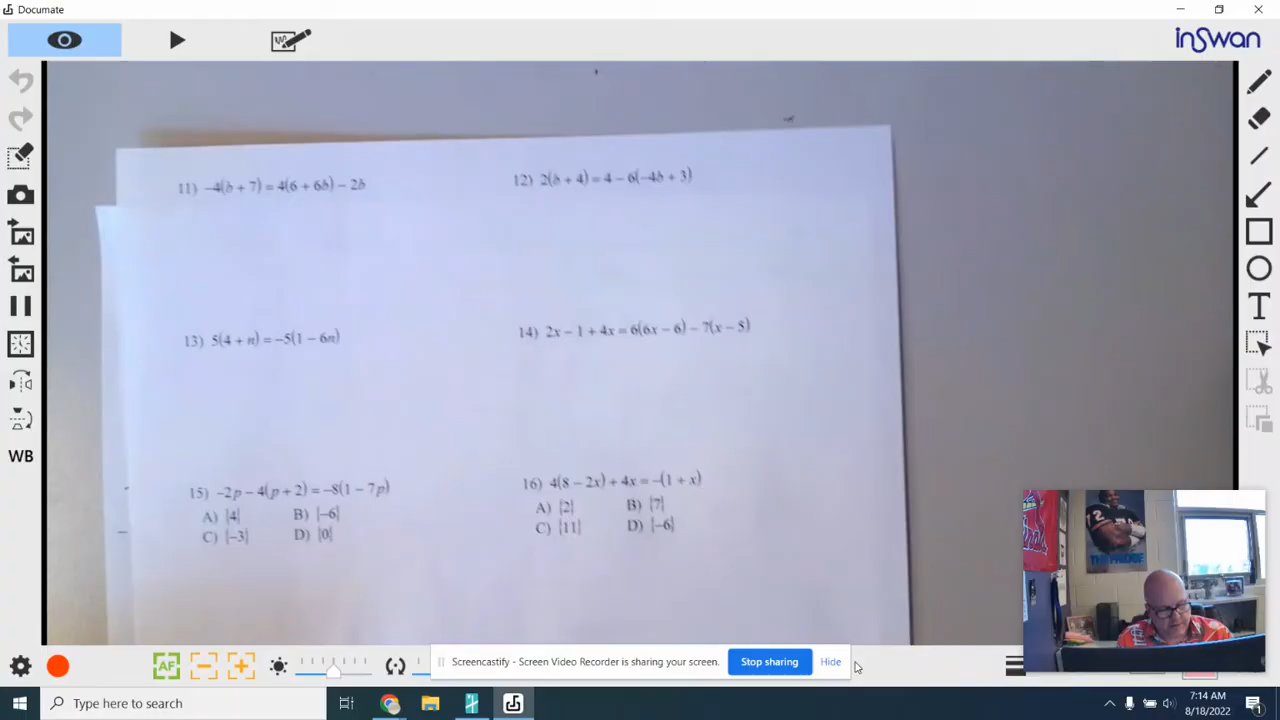 Documate
inSwan
11) -4(b + 7) = 4(6 + 6b) - 2b
12) 2(b + 4) = 4 - 6(-4b + 3)
13) 5(4 + n) = -5(1 - 6n)
14) 2x - 1 + 4x = 6(6x - 6) - 7(x - 5)
15) -2p - 4(p + 2) = -8(1 - 7p)
A) {4} B) {-6}
C) {-3} D) {0}
16) 4(8 - 2x) + 4x = -(1 + x)
A) {2} B) {7}
C) {11} D) {-6}
WB
T
AF
Screencastify - Screen Video Recorder is sharing your screen.
Stop sharing
Hide
Type here to search
7:14 AM
8/18/2022
1
72